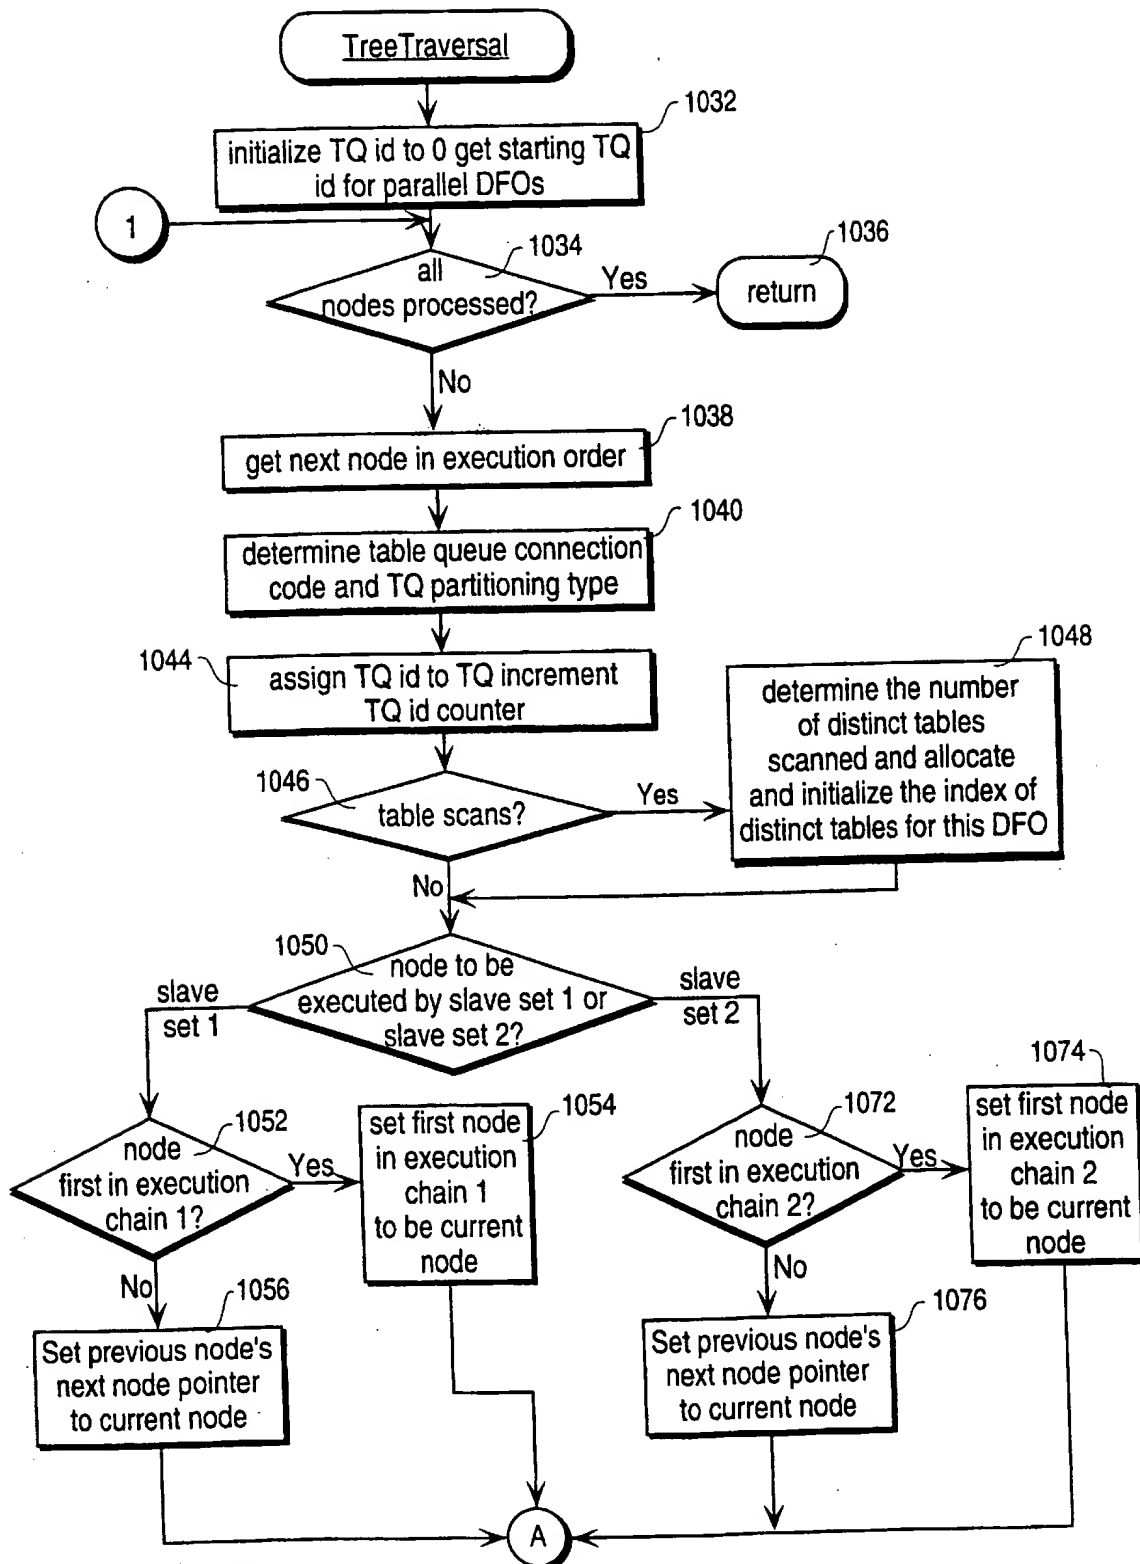 TreeTraversal
1032
initialize TQ id to 0 get starting TQ
id for parallel DFOs
1
1034
all
nodes processed?
Yes
1036
return
No
1038
get next node in execution order
1040
determine table queue connection
code and TQ partitioning type
1044
assign TQ id to TQ increment
TQ id counter
1048
determine the number
of distinct tables
scanned and allocate
and initialize the index of
distinct tables for this DFO
1046
table scans?
Yes
No
1050
node to be
executed by slave set 1 or
slave set 2?
slave
set 1
slave
set 2
1052
node
first in execution
chain 1?
Yes
1054
set first node
in execution
chain 1
to be current
node
1072
node
first in execution
chain 2?
Yes
1074
set first node
in execution
chain 2
to be current
node
No
1056
Set previous node's
next node pointer
to current node
No
1076
Set previous node's
next node pointer
to current node
A